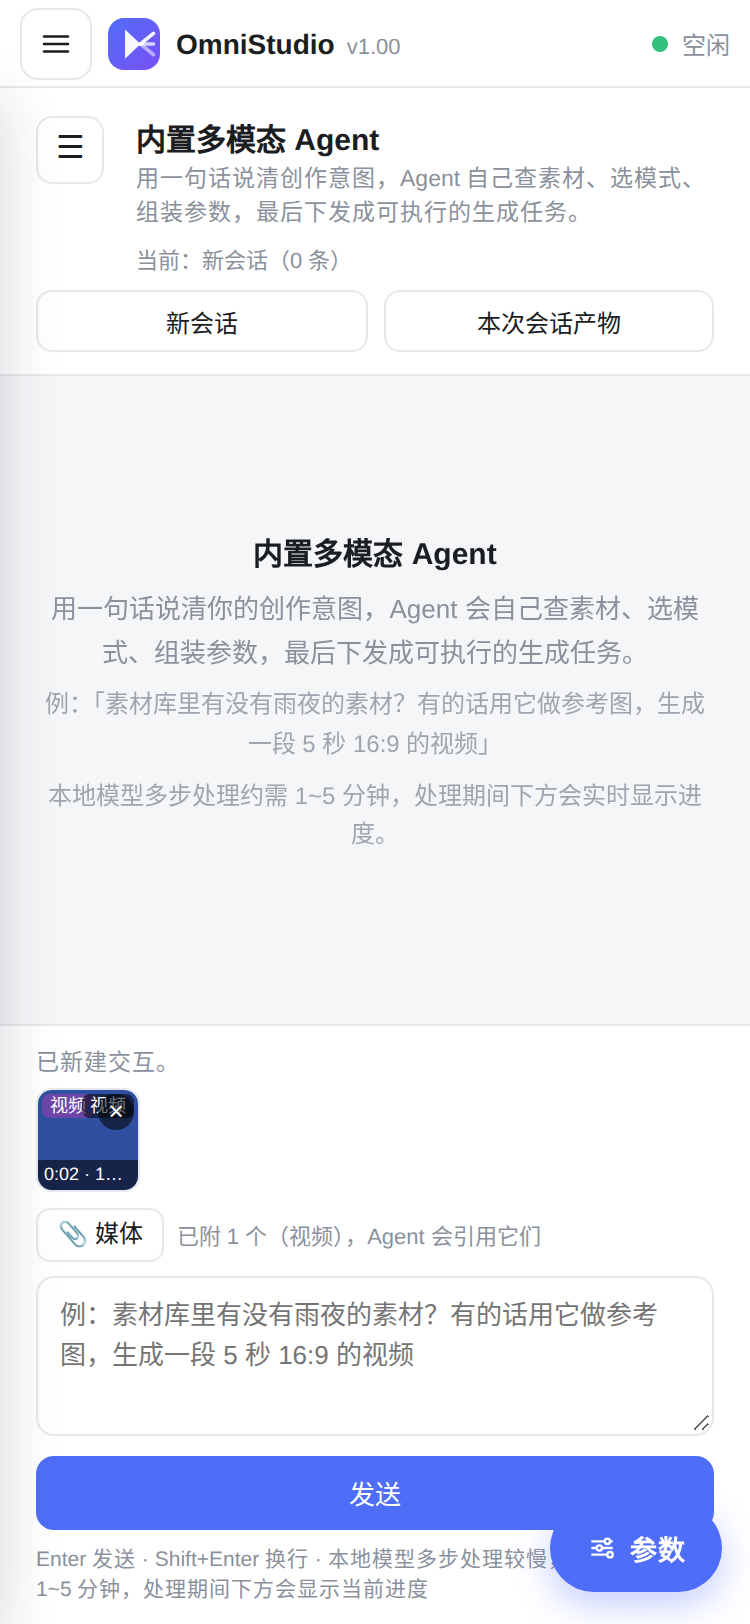 OmniStudio v1.00
空闲
内置多模态 Agent
用一句话说清创作意图，Agent 自己查素材、选模式、
组装参数，最后下发成可执行的生成任务。
当前：新会话（0 条）
新会话
本次会话产物
内置多模态 Agent
用一句话说清你的创作意图，Agent 会自己查素材、选模
式、组装参数，最后下发成可执行的生成任务。
例：「素材库里有没有雨夜的素材？有的话用它做参考图，生成
一段 5 秒 16:9 的视频」
本地模型多步处理约需 1~5 分钟，处理期间下方会实时显示进
度。
已新建交互。
视频 视频
0:02 · 1…
媒体
已附 1 个（视频），Agent 会引用它们
例：素材库里有没有雨夜的素材？有的话用它做参考
图，生成一段 5 秒 16:9 的视频
发送
Enter 发送 · Shift+Enter 换行 · 本地模型多步处理较慢，
1~5 分钟，处理期间下方会显示当前进度
参数